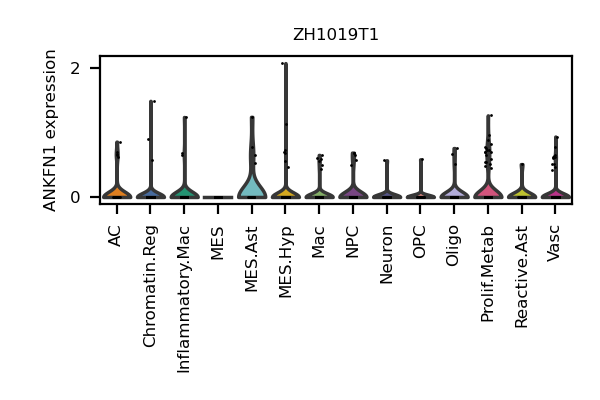 ZH1019T1
ANKFN1 expression
2
0
AC
Chromatin.Reg
Inflammatory.Mac
MES
MES.Ast
MES.Hyp
Mac
NPC
Neuron
OPC
Oligo
Prolif.Metab
Reactive.Ast
Vasc